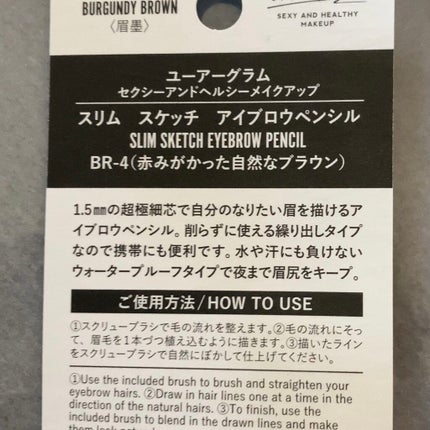 BURGUNDY BROWN
〈眉墨〉
SEXY AND HEALTHY
MAKEUP
ユーアーグラム
セクシーアンドヘルシーメイクアップ
スリム スケッチ アイブロウペンシル
SLIM SKETCH EYEBROW PENCIL
BR-4(赤みがかった自然なブラウン)
1.5㎜の超極細芯で自分のなりたい眉を描けるア
イブロウペンシル。削らずに使える繰り出しタイプ
なので携帯にも便利です。水や汗にも負けない
ウォータープルーフタイプで夜まで眉尻をキープ。
ご使用方法/HOW TO USE
①スクリューブラシで毛の流れを整えます。②毛の流れにそっ
て、眉毛を1本づつ植え込むように描きます。③描いたライン
をスクリューブラシで自然にぼかして仕上げてください。
①Use the included brush to brush and straighten your
eyebrow hairs. ②Draw in hair lines one at a time in the
direction of the natural hairs. ③To finish, use the
included brush to blend in the drawn lines and make